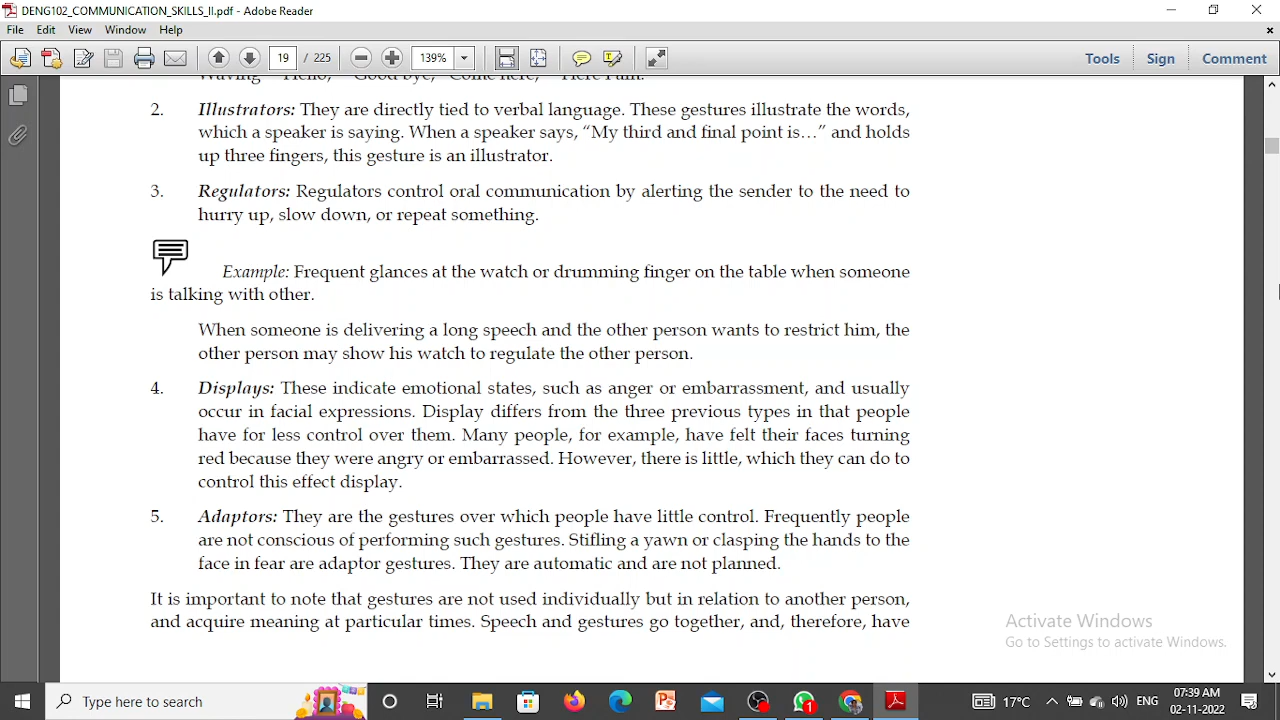 DENG102_COMMUNICATION_SKILLS_II.pdf - Adobe Reader
File Edit View Window Help
19 / 225 139% Tools Sign Comment
Waving "Hello," "Good bye," "Come here," "Here I am."
2. Illustrators: They are directly tied to verbal language. These gestures illustrate the words,
which a speaker is saying. When a speaker says, “My third and final point is…” and holds
up three fingers, this gesture is an illustrator.
3. Regulators: Regulators control oral communication by alerting the sender to the need to
hurry up, slow down, or repeat something.
Example: Frequent glances at the watch or drumming finger on the table when someone
is talking with other.
When someone is delivering a long speech and the other person wants to restrict him, the
other person may show his watch to regulate the other person.
4. Displays: These indicate emotional states, such as anger or embarrassment, and usually
occur in facial expressions. Display differs from the three previous types in that people
have for less control over them. Many people, for example, have felt their faces turning
red because they were angry or embarrassed. However, there is little, which they can do to
control this effect display.
5. Adaptors: They are the gestures over which people have little control. Frequently people
are not conscious of performing such gestures. Stifling a yawn or clasping the hands to the
face in fear are adaptor gestures. They are automatic and are not planned.
It is important to note that gestures are not used individually but in relation to another person,
and acquire meaning at particular times. Speech and gestures go together, and, therefore, have
Activate Windows
Go to Settings to activate Windows.
Type here to search
1
17°C ENG
07:39 AM
02-11-2022